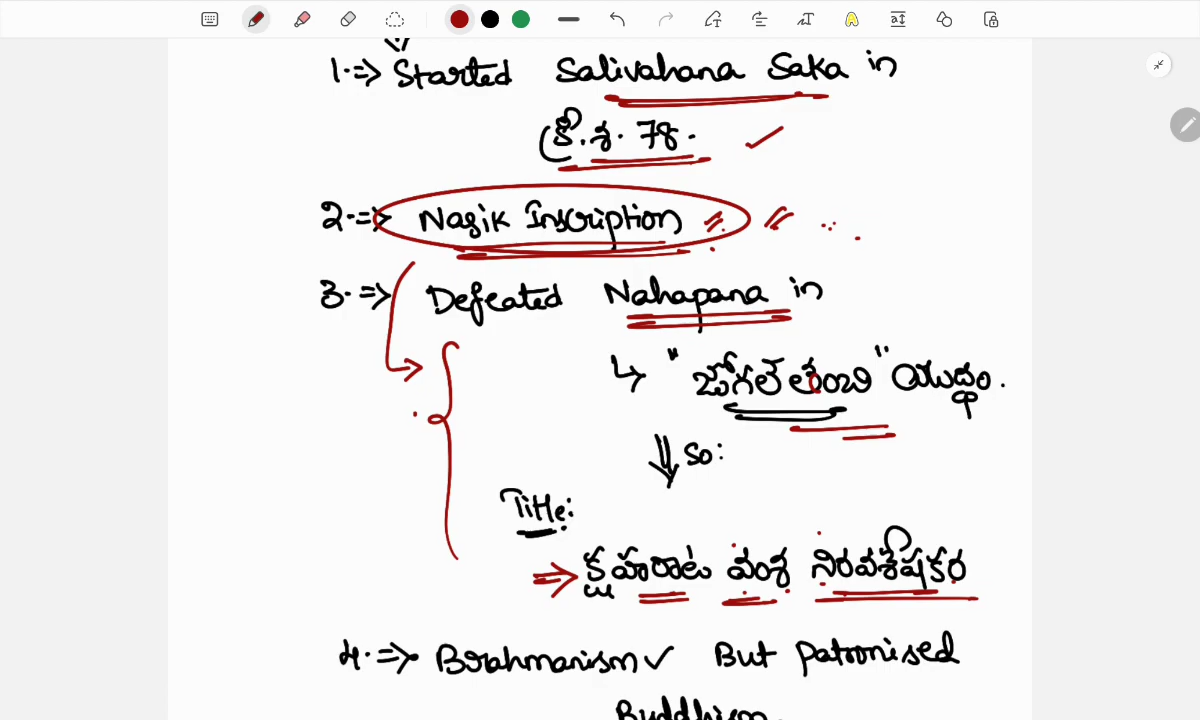 1. => Started Salivahana Saka in
క్రీ.శ. 78.
2. => Nasik Inscription
3. => Defeated Nahapana in
↳ "జోగల్ తంబి" యుద్ధం.
⇓ So:
Title:
=> క్షహరాట వంశ నిరవశేషకర
4. => Brahmanism ✓ But patronised
Buddhism.